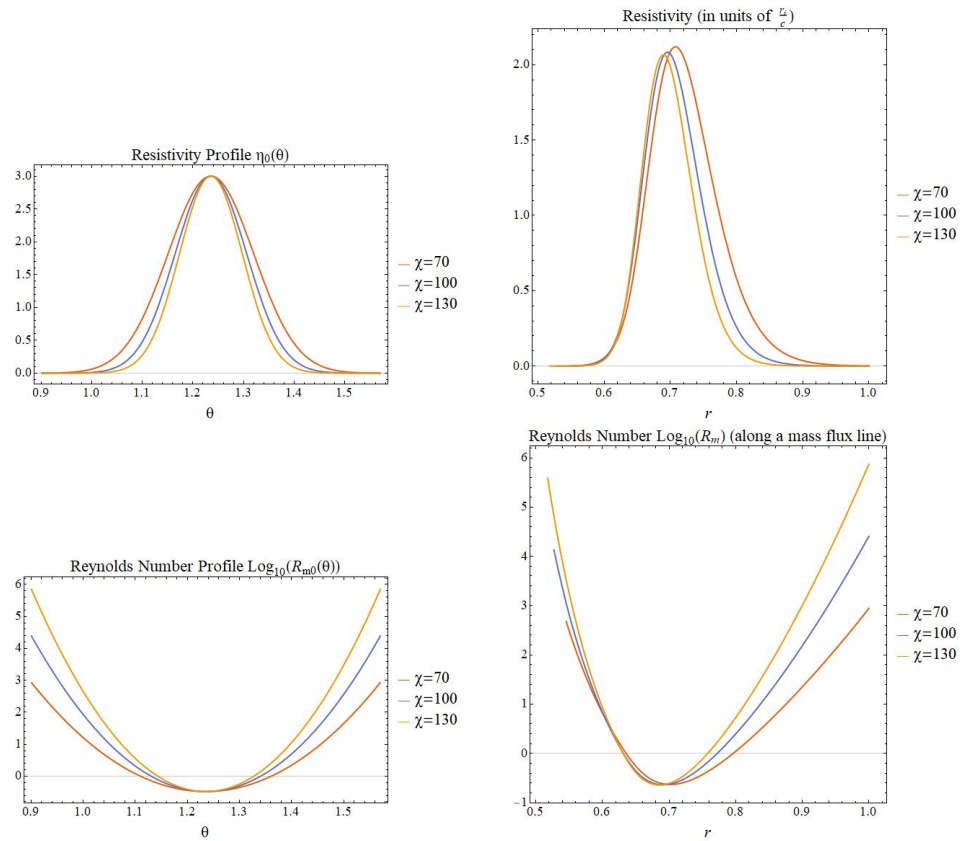 Resistivity (in units of r_i/c)
2.0
1.5
1.0
0.5
0.0
0.5 0.6 0.7 0.8 0.9 1.0
r
χ=70
χ=100
χ=130
Resistivity Profile η₀(θ)
3.0
2.5
2.0
1.5
1.0
0.5
0.0
0.9 1.0 1.1 1.2 1.3 1.4 1.5
θ
χ=70
χ=100
χ=130
Reynolds Number Log₁₀(Rₘ) (along a mass flux line)
6
5
4
3
2
1
0
-1
0.5 0.6 0.7 0.8 0.9 1.0
r
χ=70
χ=100
χ=130
Reynolds Number Profile Log₁₀(Rₘ₀(θ))
6
5
4
3
2
1
0
0.9 1.0 1.1 1.2 1.3 1.4 1.5
θ
χ=70
χ=100
χ=130